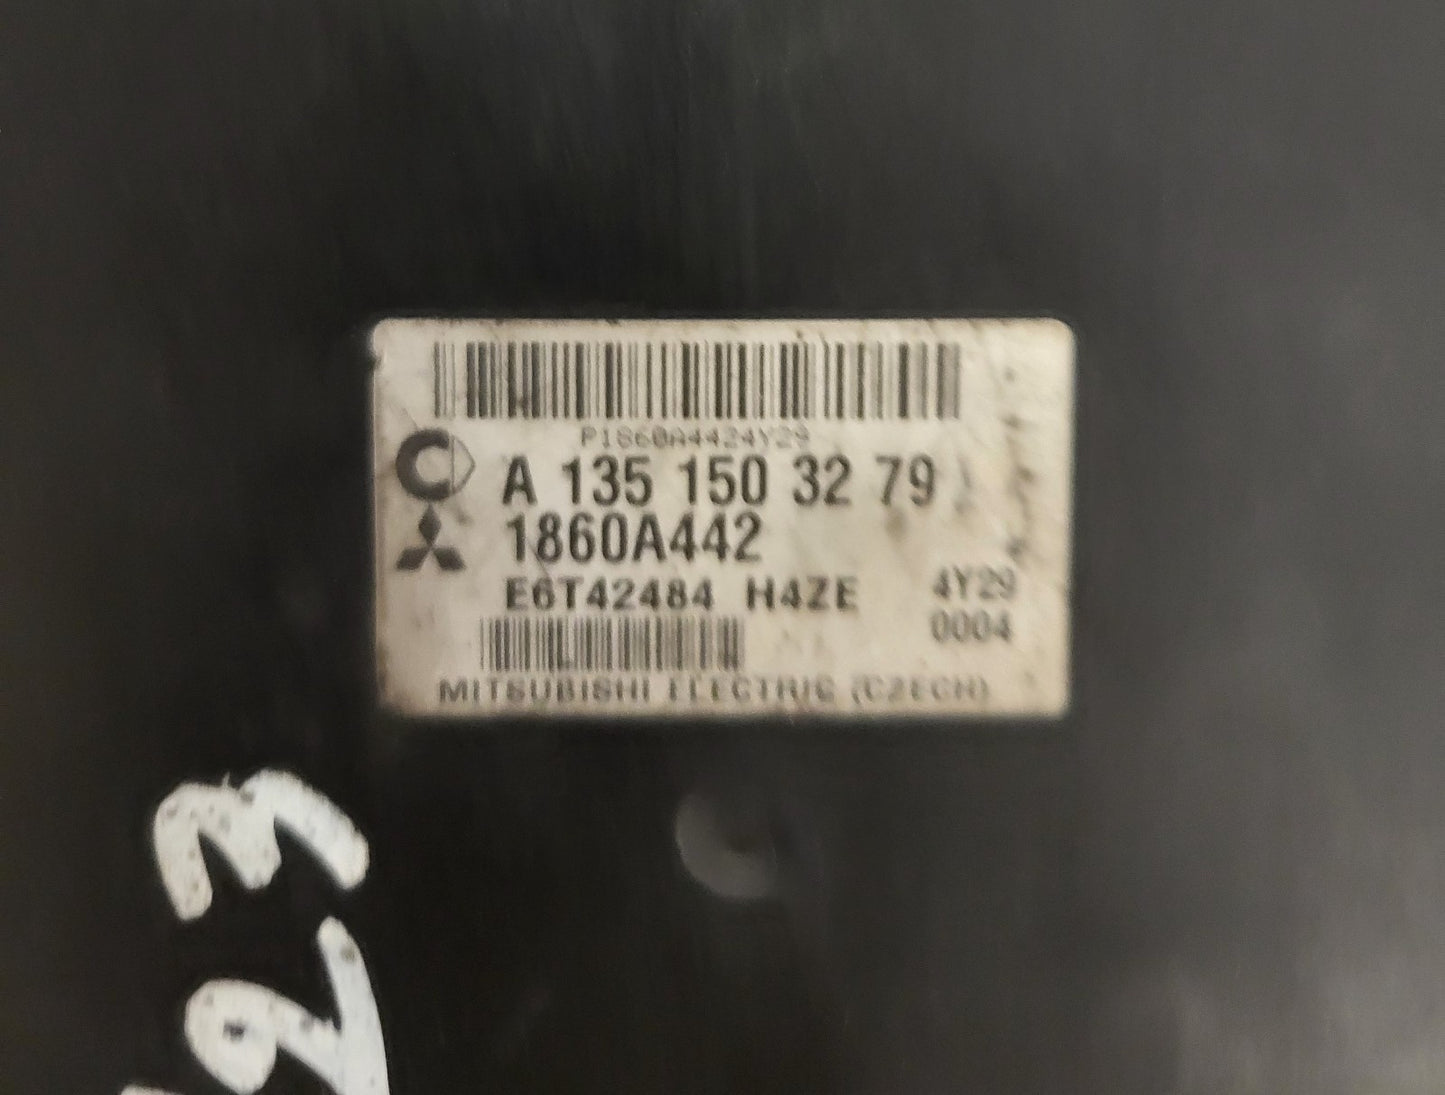 P1860A4424Y29
A 135 150 32 79
1860A442
E6T42484 H4ZE 4Y29
0004
MITSUBISHI ELECTRIC (CZECH)